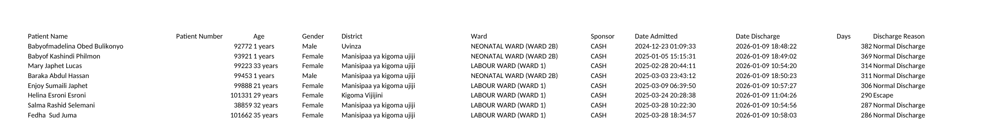 Patient Name Patient Number Age Gender District Ward Sponsor Date Admitted Date Discharge Days Discharge Reason
Babyofmadelina Obed Bulikonyo 92772 1 years Male Uvinza NEONATAL WARD (WARD 2B) CASH 2024-12-23 01:09:33 2026-01-09 18:48:22 382 Normal Discharge
Babyof Kashindi Philmon 93921 1 years Female Manisipaa ya kigoma ujiji NEONATAL WARD (WARD 2B) CASH 2025-01-05 15:15:31 2026-01-09 18:49:02 369 Normal Discharge
Mary Japhet Lucas 99223 33 years Female Manisipaa ya kigoma ujiji LABOUR WARD (WARD 1) CASH 2025-02-28 20:44:11 2026-01-09 10:54:20 314 Normal Discharge
Baraka Abdul Hassan 99453 1 years Male Manisipaa ya kigoma ujiji NEONATAL WARD (WARD 2B) CASH 2025-03-03 23:43:12 2026-01-09 18:50:23 311 Normal Discharge
Enjoy Sumaili Japhet 99888 21 years Female Manisipaa ya kigoma ujiji LABOUR WARD (WARD 1) CASH 2025-03-09 06:39:50 2026-01-09 10:57:27 306 Normal Discharge
Helina Esroni Esroni 101331 29 years Female Kigoma Vijijini LABOUR WARD (WARD 1) CASH 2025-03-24 20:28:38 2026-01-09 11:04:26 290 Escape
Salma Rashid Selemani 38859 32 years Female Manisipaa ya kigoma ujiji LABOUR WARD (WARD 1) CASH 2025-03-28 10:22:30 2026-01-09 10:54:56 287 Normal Discharge
Fedha Sud Juma 101662 35 years Female Manisipaa ya kigoma ujiji LABOUR WARD (WARD 1) CASH 2025-03-28 18:34:57 2026-01-09 10:58:03 286 Normal Discharge